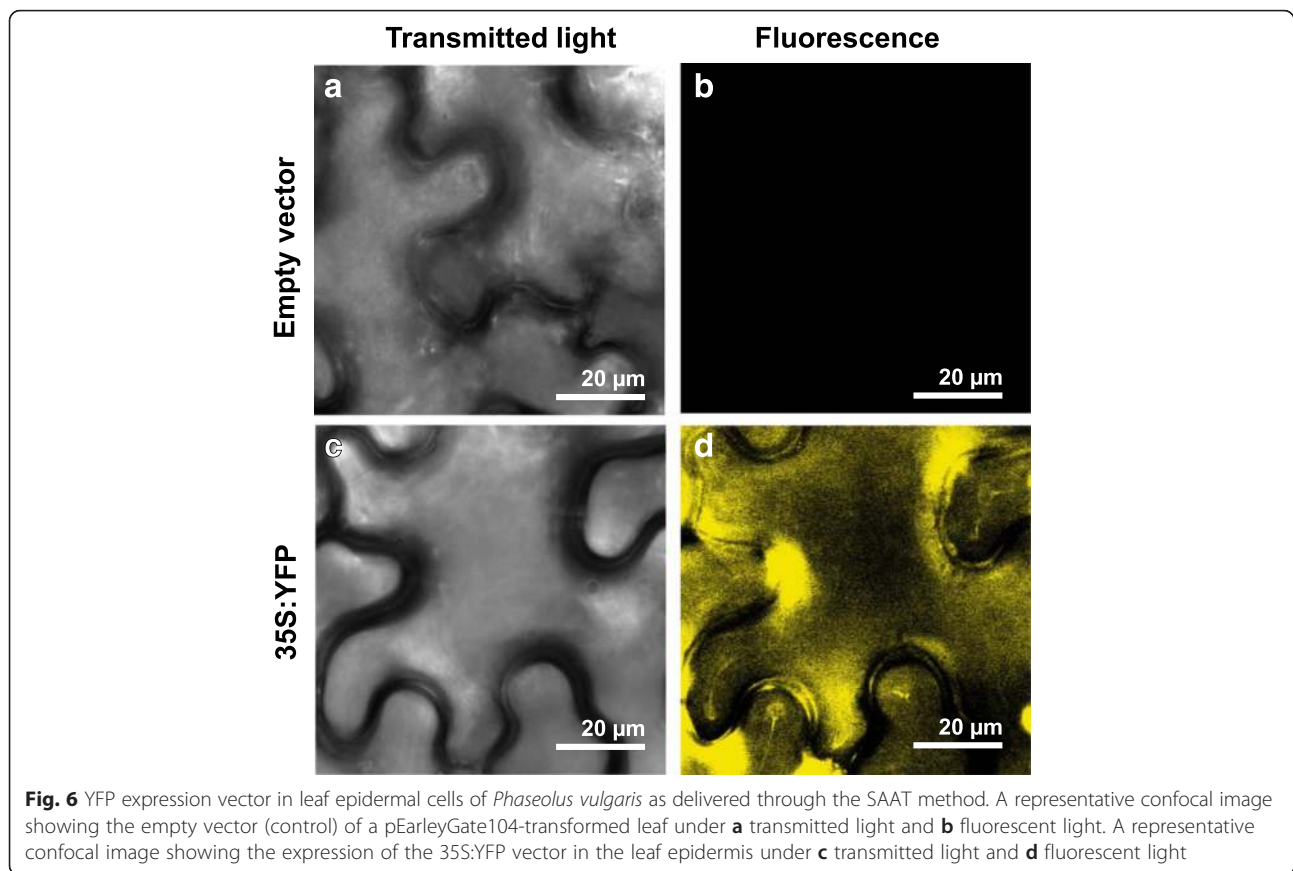 Transmitted light
Fluorescence
Empty vector
a
20 µm
b
20 µm
35S:YFP
c
20 µm
d
20 µm
Fig. 6 YFP expression vector in leaf epidermal cells of Phaseolus vulgaris as delivered through the SAAT method. A representative confocal image
showing the empty vector (control) of a pEarleyGate104-transformed leaf under a transmitted light and b fluorescent light. A representative
confocal image showing the expression of the 35S:YFP vector in the leaf epidermis under c transmitted light and d fluorescent light